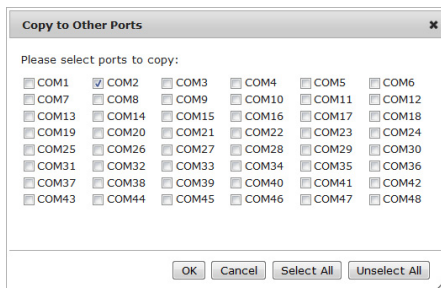 Copy to Other Ports
Please select ports to copy:
COM1 COM2 COM3 COM4 COM5 COM6
COM7 COM8 COM9 COM10 COM11 COM12
COM13 COM14 COM15 COM16 COM17 COM18
COM19 COM20 COM21 COM22 COM23 COM24
COM25 COM26 COM27 COM28 COM29 COM30
COM31 COM32 COM33 COM34 COM35 COM36
COM37 COM38 COM39 COM40 COM41 COM42
COM43 COM44 COM45 COM46 COM47 COM48
OK Cancel Select All Unselect All